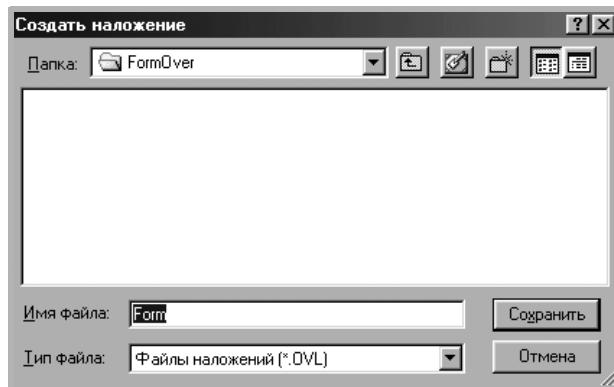 Создать наложение
Папка: FormOver
Имя файла: Form
Сохранить
Тип файла: Файлы наложений (*.OVL)
Отмена